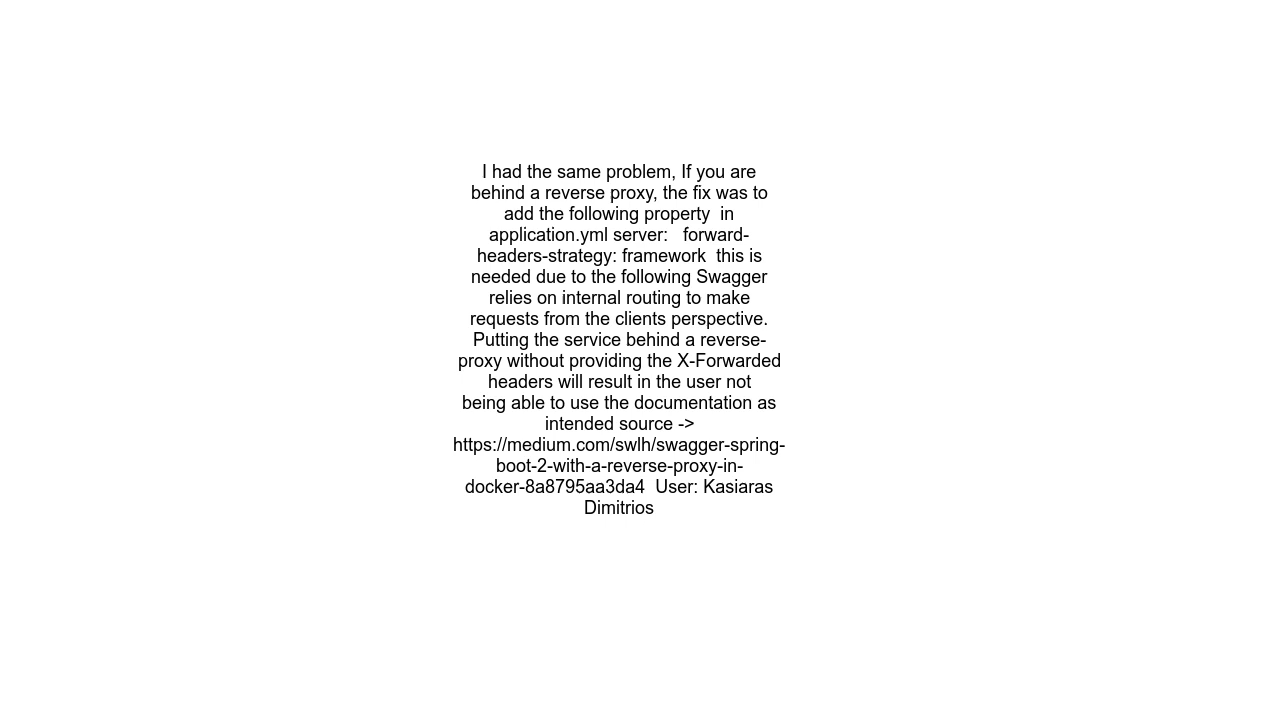 I had the same problem, If you are
behind a reverse proxy, the fix was to
add the following property  in
application.yml server:   forward-
headers-strategy: framework  this is
needed due to the following Swagger
relies on internal routing to make
requests from the clients perspective.
Putting the service behind a reverse-
proxy without providing the X-Forwarded
headers will result in the user not
being able to use the documentation as
intended source ->
https://medium.com/swlh/swagger-spring-
boot-2-with-a-reverse-proxy-in-
docker-8a8795aa3da4  User: Kasiaras
Dimitrios